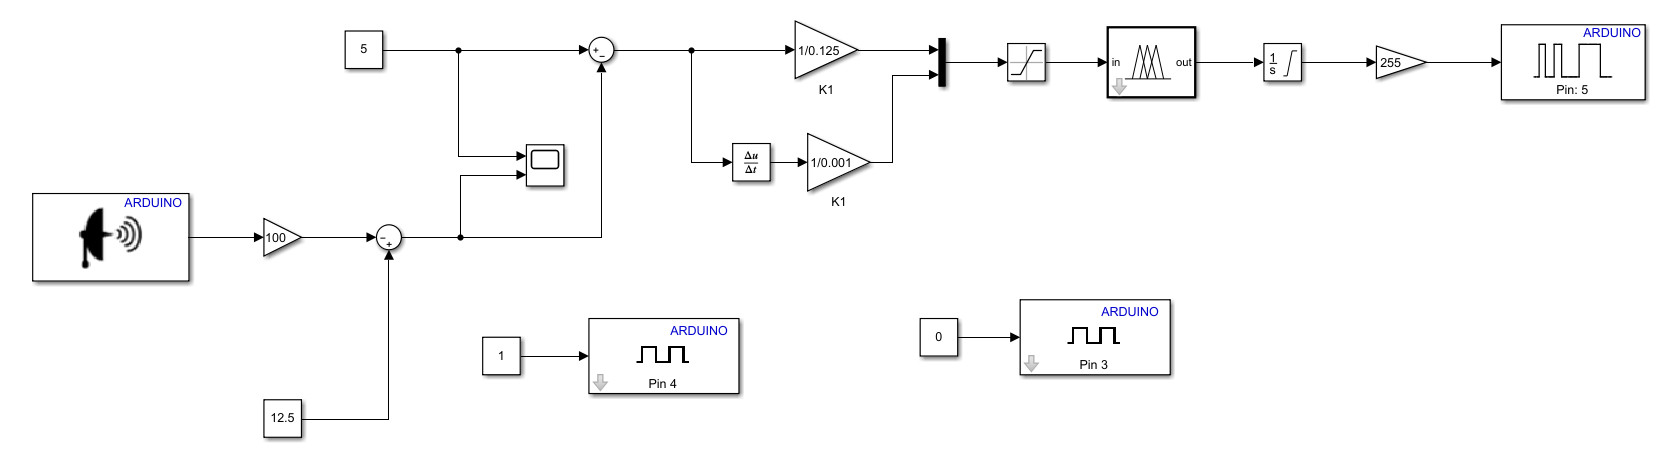 5
+
−
1/0.125
K1
in
out
1
s
255
ARDUINO
Pin: 5
Δu
Δt
1/0.001
K1
ARDUINO
100
−
+
1
ARDUINO
Pin 4
0
ARDUINO
Pin 3
12.5